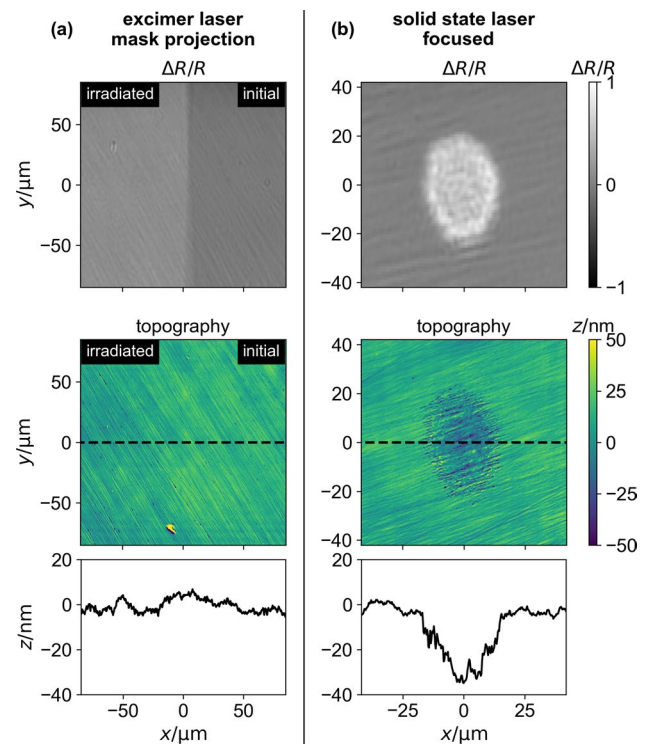 (a) excimer laser
mask projection
ΔR/R
irradiated initial
50
0
−50
y/µm
topography
irradiated initial
50
0
−50
y/µm
20
0
−20
−40
z/nm
−50 0 50
x/µm
(b) solid state laser
focused
ΔR/R
40
20
0
−20
−40
ΔR/R
1
0
−1
topography
40
20
0
−20
−40
z/nm
50
25
0
−25
−50
20
0
−20
−40
−25 0 25
x/µm